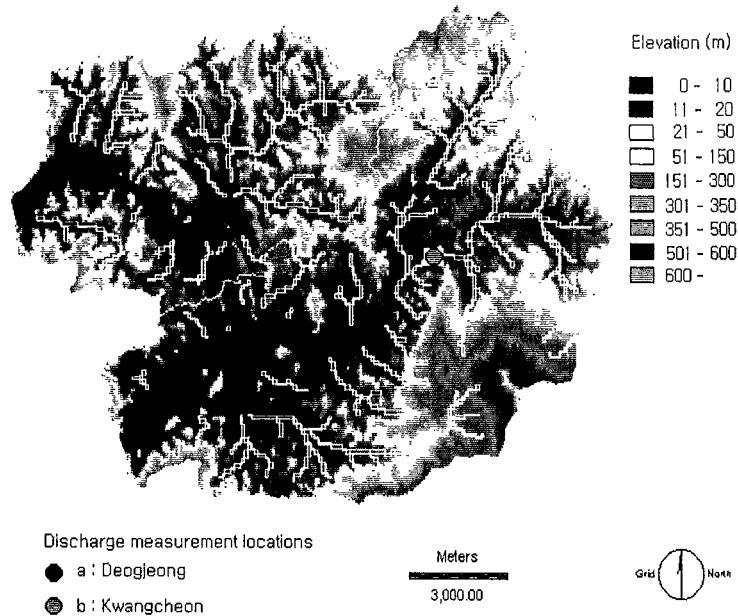 Elevation (m)
0 - 10
11 - 20
21 - 50
51 - 150
151 - 300
301 - 350
351 - 500
501 - 600
600 -
Discharge measurement locations
a : Deogjeong
b : Kwangcheon
Meters
3,000.00
Grid North